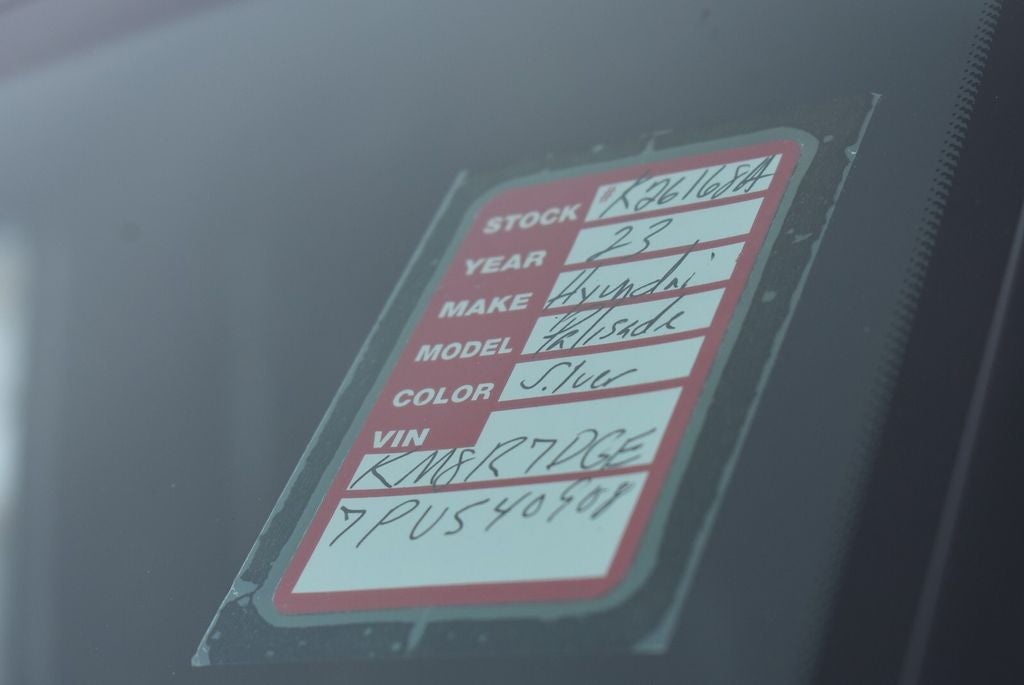 STOCK # K26168A
YEAR 23
MAKE Hyundai
MODEL Palisade
COLOR Silver
VIN
KM8R7DGE
7PU540908